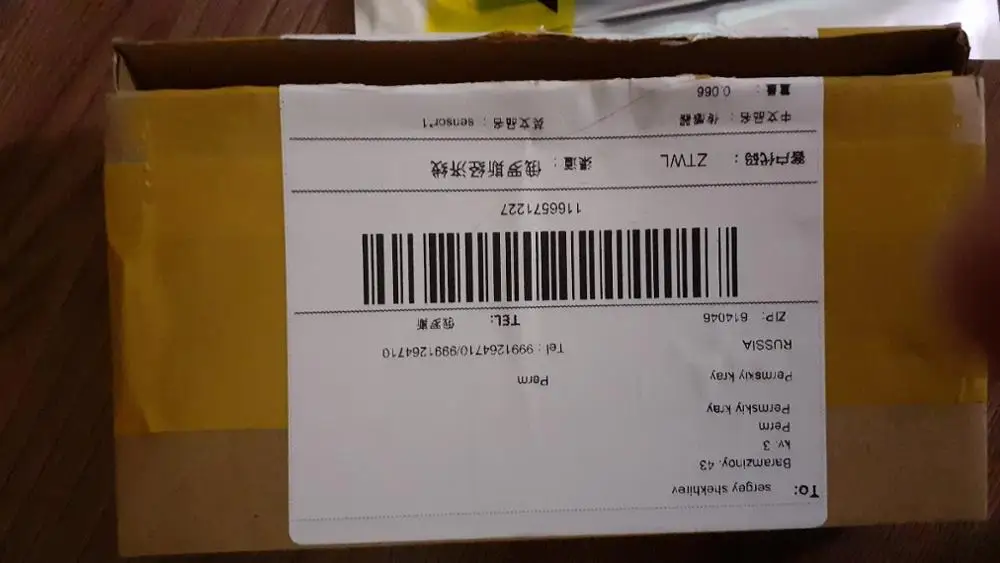 To: sergey shekhirev
Baramzinoy. 43
kv. 3
Perm
Permskiy kray
Permskiy kray Perm
RUSSIA Tel : 9991264710/9991264710
ZIP: 614046 TEL: 俄罗斯
1166571227
客户代码 : ZTWL 渠道 : 俄罗斯经济线
中文品名 : 传感器 英文品名 : sensor*1
重量 : 0.066